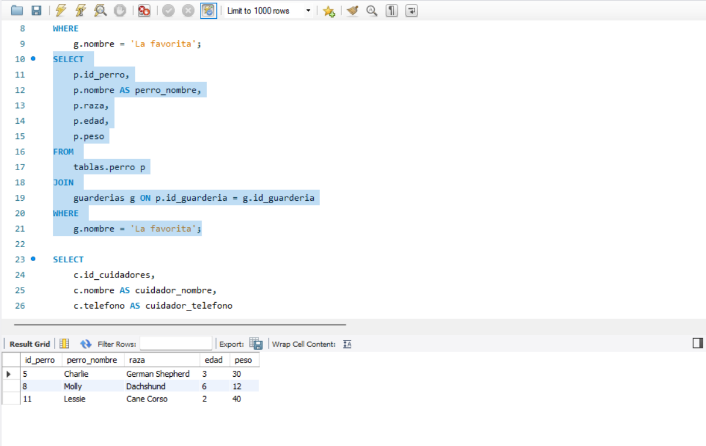 Limit to 1000 rows
8 WHERE
9 g.nombre = 'La favorita';
10 SELECT
11 p.id_perro,
12 p.nombre AS perro_nombre,
13 p.raza,
14 p.edad,
15 p.peso
16 FROM
17 tablas.perro p
18 JOIN
19 guarderias g ON p.id_guarderia = g.id_guarderia
20 WHERE
21 g.nombre = 'La favorita';
22
23 SELECT
24 c.id_cuidadores,
25 c.nombre AS cuidador_nombre,
26 c.telefono AS cuidador_telefono
Result Grid Filter Rows: Export: Wrap Cell Content:
id_perro perro_nombre raza edad peso
5 Charlie German Shepherd 3 30
8 Molly Dachshund 6 12
11 Lessie Cane Corso 2 40